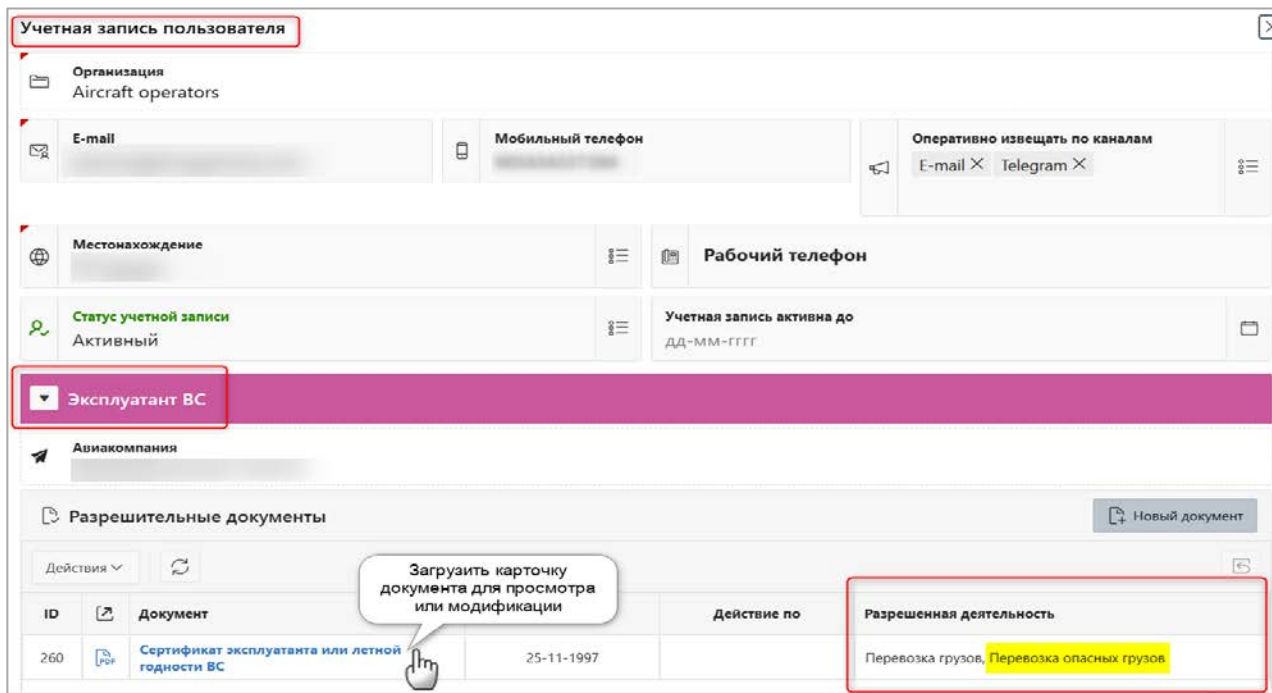 Учетная запись пользователя
Организация
Aircraft operators
E-mail
Мобильный телефон
Оперативно извещать по каналам
E-mail × Telegram ×
Местонахождение
Рабочий телефон
Статус учетной записи
Активный
Учетная запись активна до
дд-мм-гггг
Эксплуатант ВС
Авиакомпания
Разрешительные документы
Новый документ
Действия
Загрузить карточку
документа для просмотра
или модификации
ID Документ Действие по Разрешенная деятельность
260 PDF Сертификат эксплуатанта или летной
годности ВС 25-11-1997 Перевозка грузов, Перевозка опасных грузов